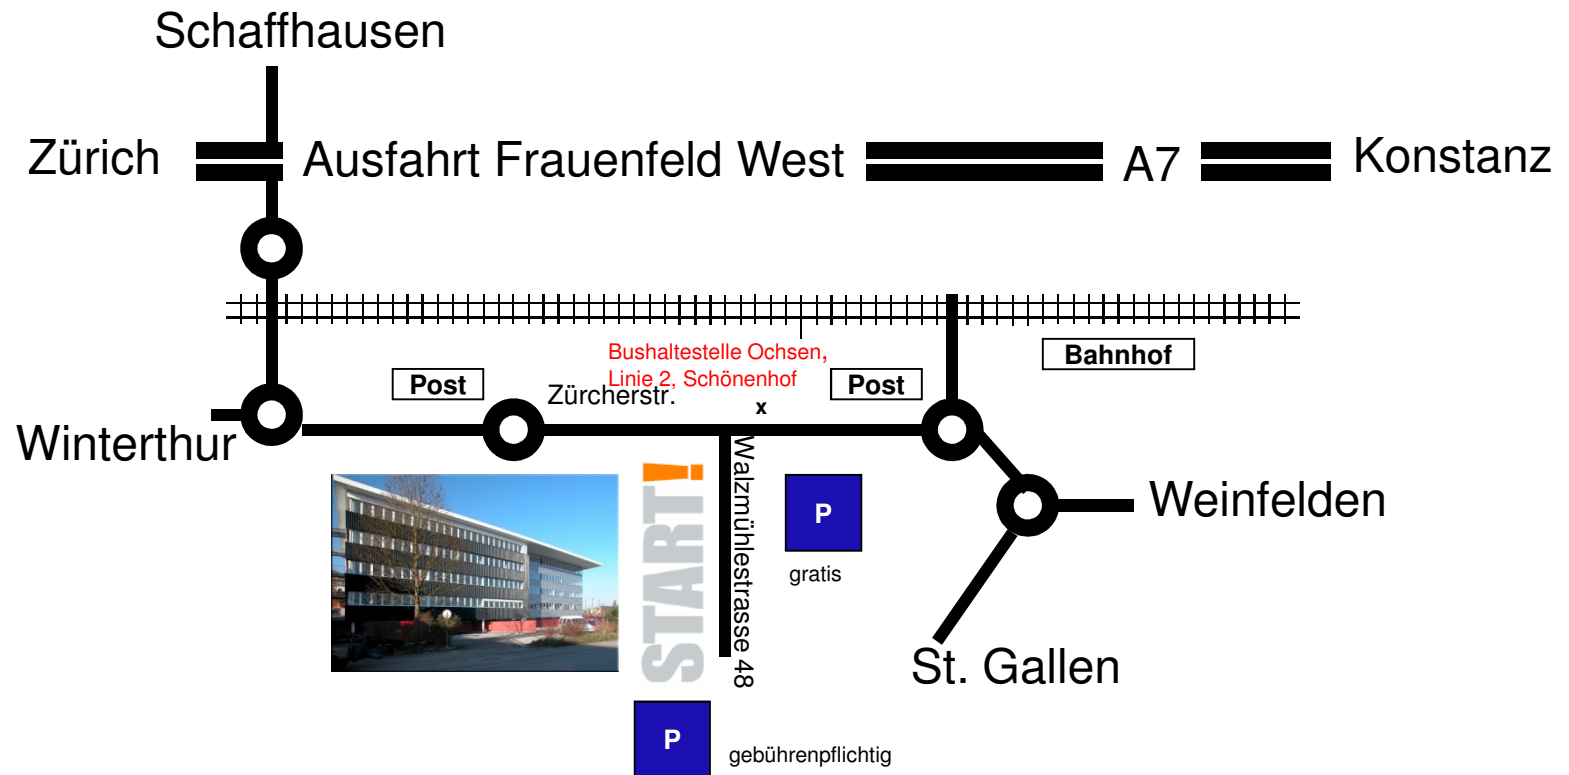 Schaffhausen
Zürich
Ausfahrt Frauenfeld West
A7
Konstanz
Bushaltestelle Ochsen,
Linie 2, Schönenhof
Bahnhof
Post
Zürcherstr.
x
Post
Winterthur
START!
Walzmühlestrasse 48
P
gratis
Weinfelden
St. Gallen
P
gebührenpflichtig